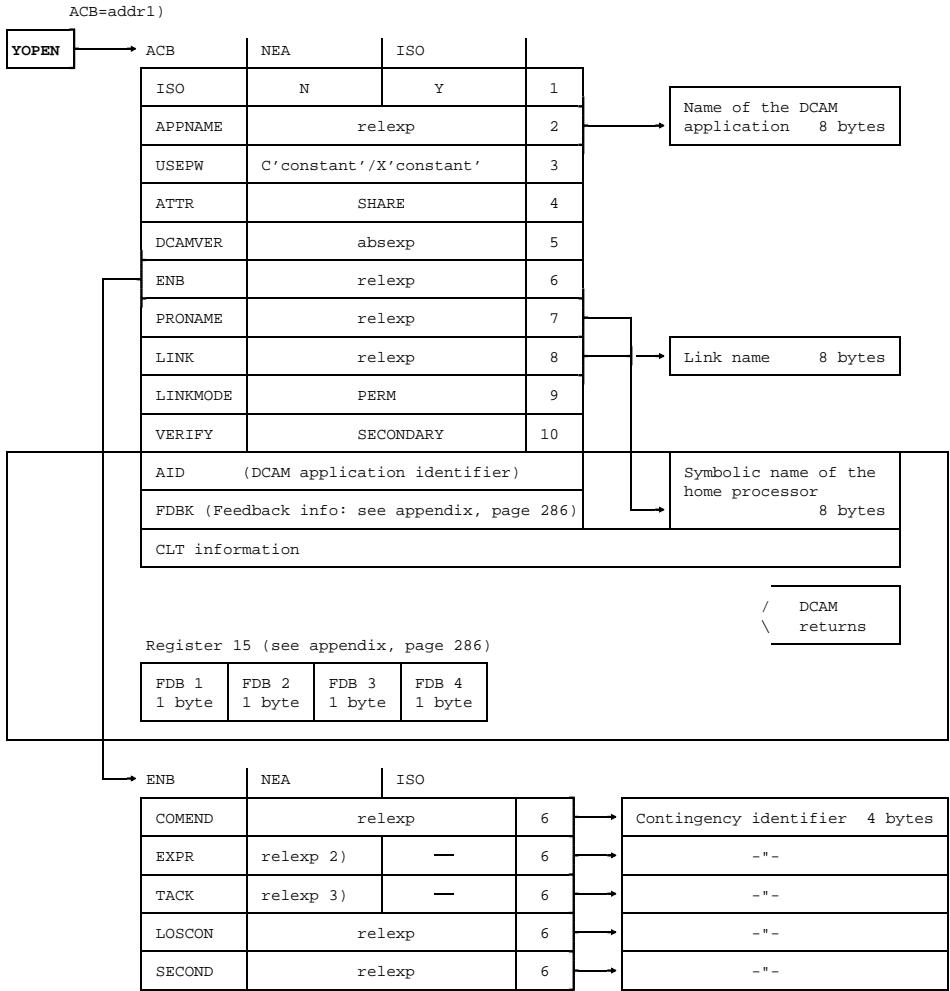 ACB=addr1)
YOPEN ACB NEA ISO
ISO N Y 1
APPNAME relexp 2
Name of the DCAM
application 8 bytes
USEPW C'constant'/X'constant' 3
ATTR SHARE 4
DCAMVER absexp 5
ENB relexp 6
PRONAME relexp 7
LINK relexp 8 Link name 8 bytes
LINKMODE PERM 9
VERIFY SECONDARY 10
AID (DCAM application identifier)
Symbolic name of the
home processor
8 bytes
FDBK (Feedback info: see appendix, page 286)
CLT information
/ DCAM
\ returns
Register 15 (see appendix, page 286)
FDB 1 FDB 2 FDB 3 FDB 4
1 byte 1 byte 1 byte 1 byte
ENB NEA ISO
COMEND relexp 6 Contingency identifier 4 bytes
EXPR relexp 2) — 6 -"-
TACK relexp 3) — 6 -"-
LOSCON relexp 6 -"-
SECOND relexp 6 -"-